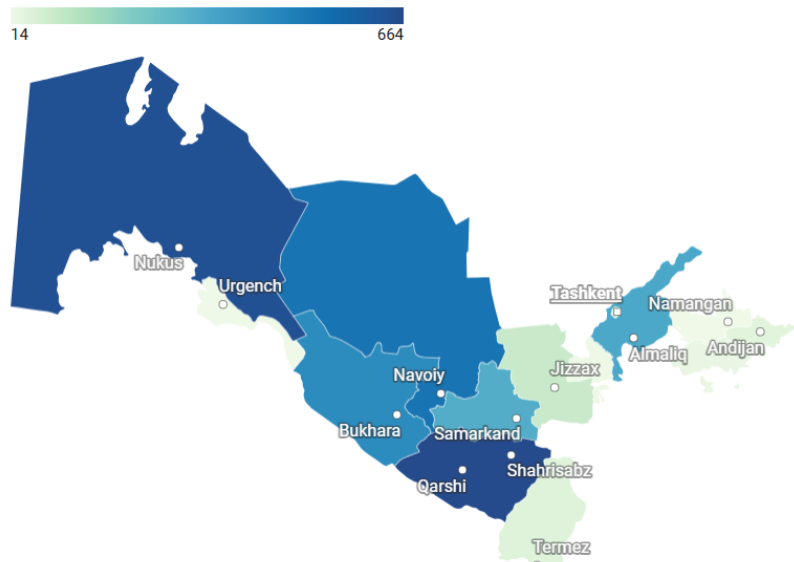 14 664
Nukus
Urgench
Tashkent
Namangan
Almaliq
Andijan
Navoiy
Jizzax
Bukhara
Samarkand
Shahrisabz
Qarshi
Termez